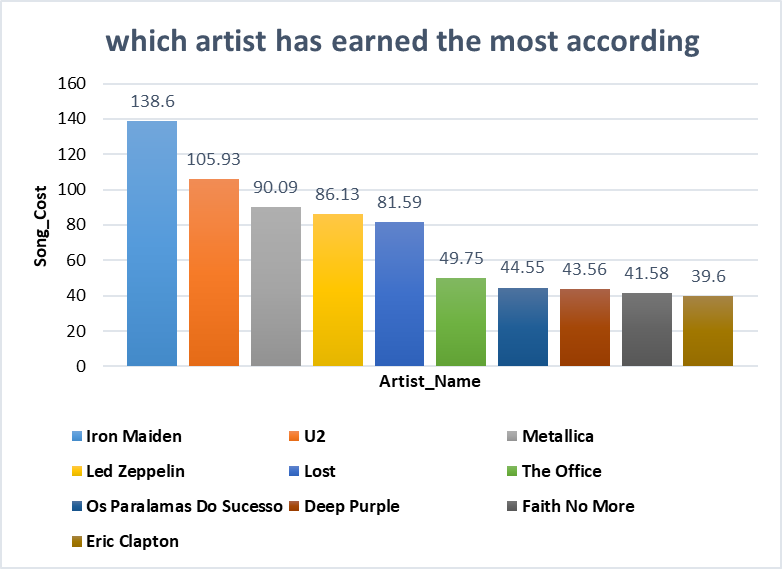 which artist has earned the most according
160
140
120
100
80
60
40
20
0
Song_Cost
138.6
105.93
90.09
86.13
81.59
49.75
44.55
43.56
41.58
39.6
Artist_Name
Iron Maiden U2 Metallica
Led Zeppelin Lost The Office
Os Paralamas Do Sucesso Deep Purple Faith No More
Eric Clapton